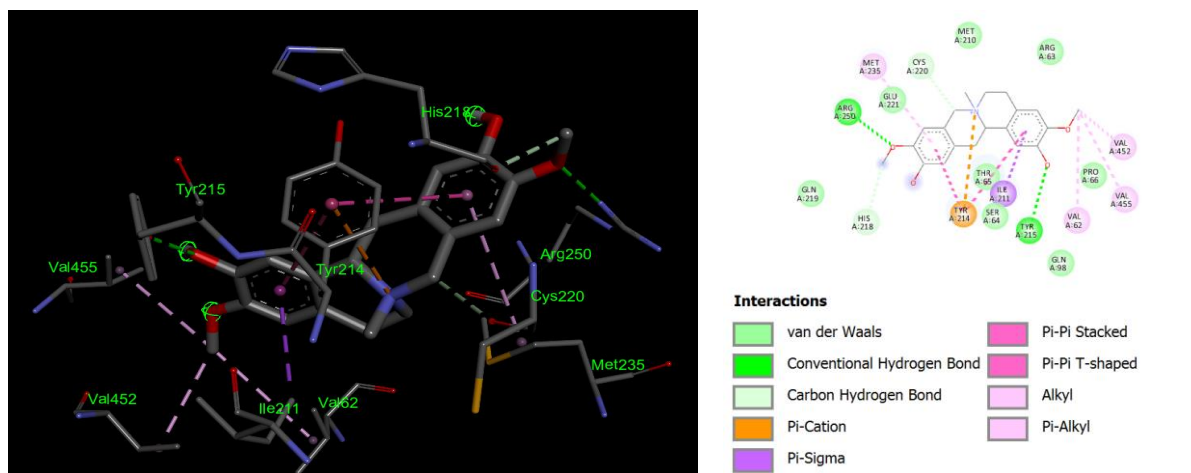 His218
Tyr215
Val455
Tyr214
Arg250
Cys220
Met235
Val452
Ile211
Val62
MET
A:210
ARG
A:63
CYS
A:220
MET
A:235
GLU
A:221
ARG
A:250
VAL
A:452
THR
A:65
PRO
A:66
ILE
A:211
GLN
A:219
VAL
A:455
HIS
A:218
TYR
A:214
SER
A:64
VAL
A:62
TYR
A:215
GLN
A:98
Interactions
van der Waals
Conventional Hydrogen Bond
Carbon Hydrogen Bond
Pi-Cation
Pi-Sigma
Pi-Pi Stacked
Pi-Pi T-shaped
Alkyl
Pi-Alkyl